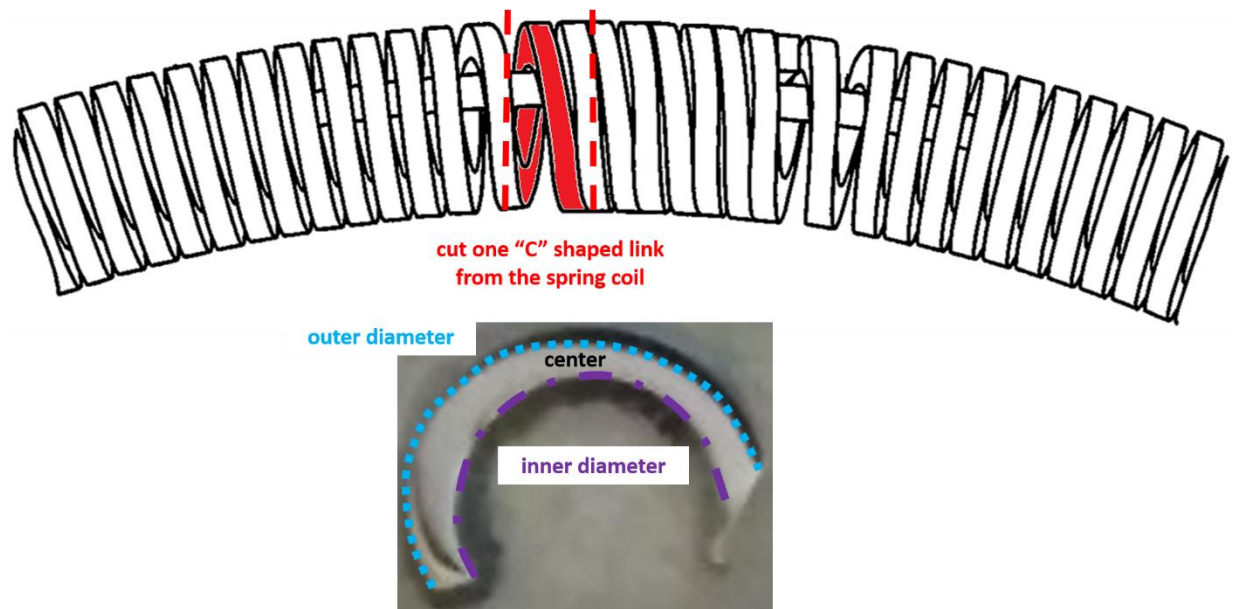 cut one “C” shaped link
from the spring coil
outer diameter
center
inner diameter